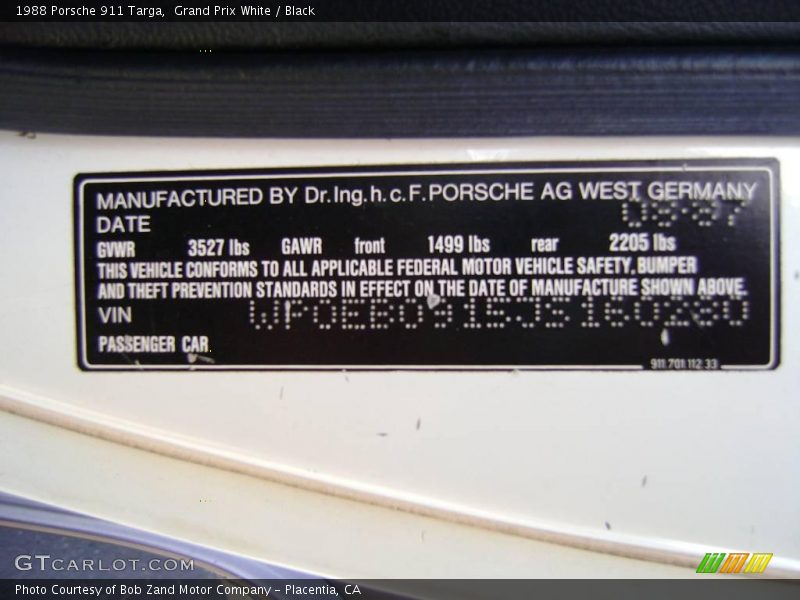 1988 Porsche 911 Targa,  Grand Prix White / Black
MANUFACTURED BY Dr.Ing.h.c.F.PORSCHE AG WEST GERMANY
DATE 08·87
GVWR 3527 lbs GAWR front 1499 lbs rear 2205 lbs
THIS VEHICLE CONFORMS TO ALL APPLICABLE FEDERAL MOTOR VEHICLE SAFETY, BUMPER
AND THEFT PREVENTION STANDARDS IN EFFECT ON THE DATE OF MANUFACTURE SHOWN ABOVE.
VIN WP0EB0915JS160280
PASSENGER CAR
911.701.112.33
GTCARLOT.COM
Photo Courtesy of Bob Zand Motor Company - Placentia, CA